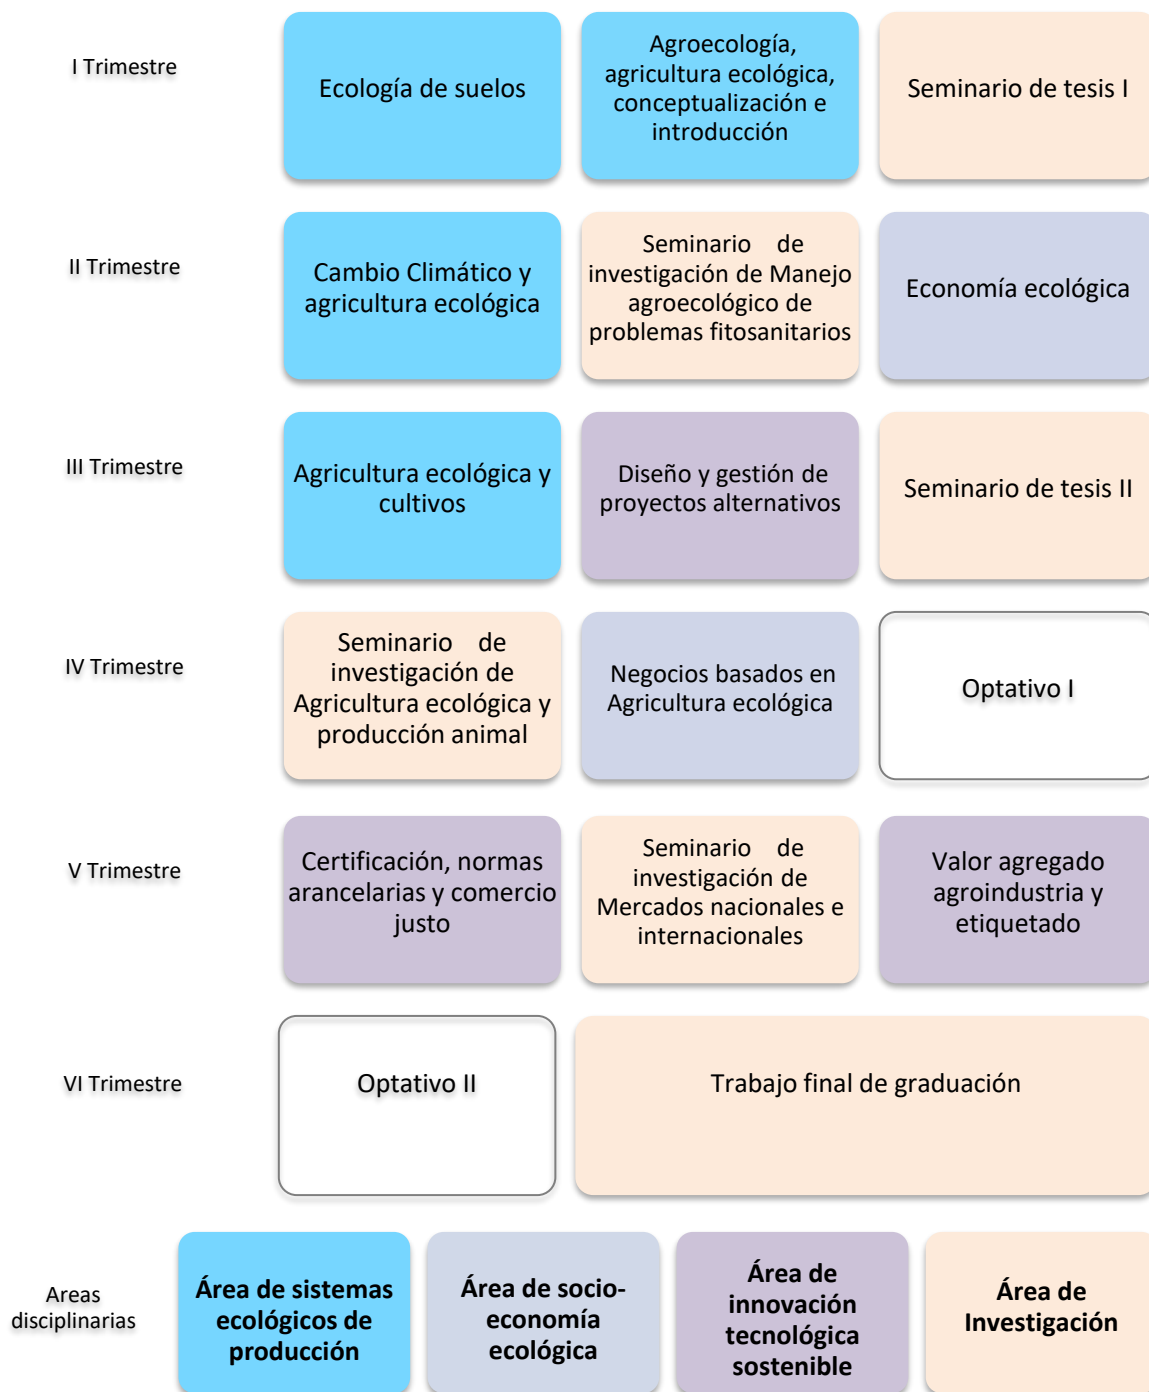 I Trimestre
Ecología de suelos
Agroecología,
agricultura ecológica,
conceptualización e
introducción
Seminario de tesis I
II Trimestre
Cambio Climático y
agricultura ecológica
Seminario de
investigación de Manejo
agroecológico de
problemas fitosanitarios
Economía ecológica
III Trimestre
Agricultura ecológica y
cultivos
Diseño y gestión de
proyectos alternativos
Seminario de tesis II
IV Trimestre
Seminario de
investigación de
Agricultura ecológica y
producción animal
Negocios basados en
Agricultura ecológica
Optativo I
V Trimestre
Certificación, normas
arancelarias y comercio
justo
Seminario de
investigación de
Mercados nacionales e
internacionales
Valor agregado
agroindustria y
etiquetado
VI Trimestre
Optativo II
Trabajo final de graduación
Areas
disciplinarias
Área de sistemas
ecológicos de
producción
Área de socio-
economía
ecológica
Área de
innovación
tecnológica
sostenible
Área de
Investigación